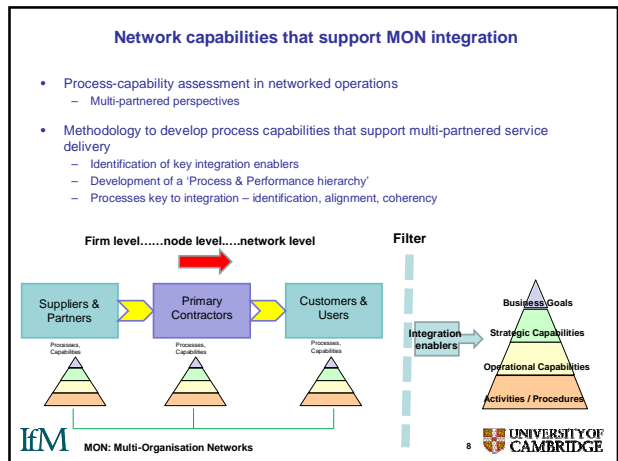 Network capabilities that support MON integration
• Process-capability assessment in networked operations
– Multi-partnered perspectives
• Methodology to develop process capabilities that support multi-partnered service
delivery
– Identification of key integration enablers
– Development of a ‘Process & Performance hierarchy’
– Processes key to integration – identification, alignment, coherency
Firm level……node level.….network level
Filter
Suppliers &
Partners
Primary
Contractors
Customers &
Users
Processes,
Capabilities
Processes,
Capabilities
Processes,
Capabilities
Integration
enablers
Business Goals
Strategic Capabilities
Operational Capabilities
Activities / Procedures
IfM
MON: Multi-Organisation Networks
8
UNIVERSITY OF
CAMBRIDGE